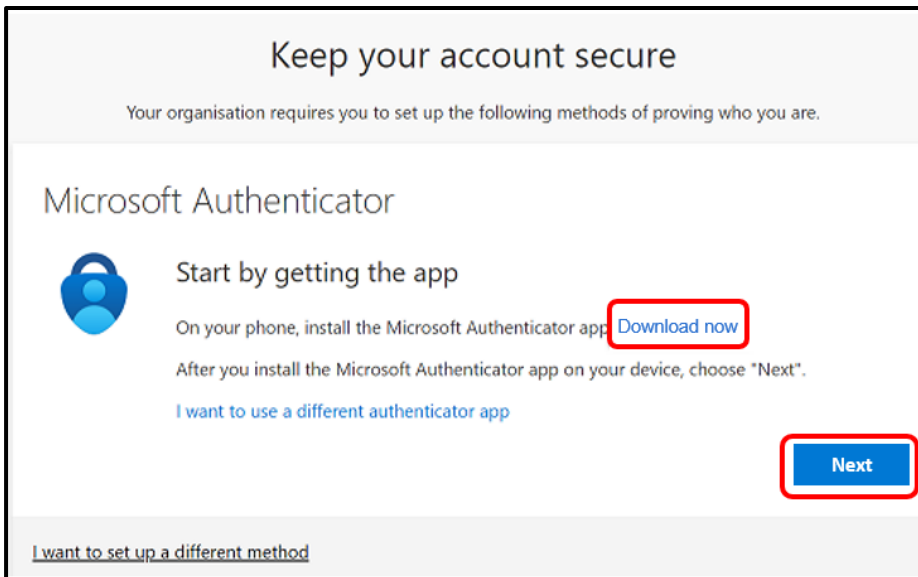 Keep your account secure
Your organisation requires you to set up the following methods of proving who you are.
Microsoft Authenticator
Start by getting the app
On your phone, install the Microsoft Authenticator app Download now
After you install the Microsoft Authenticator app on your device, choose "Next".
I want to use a different authenticator app
Next
I want to set up a different method